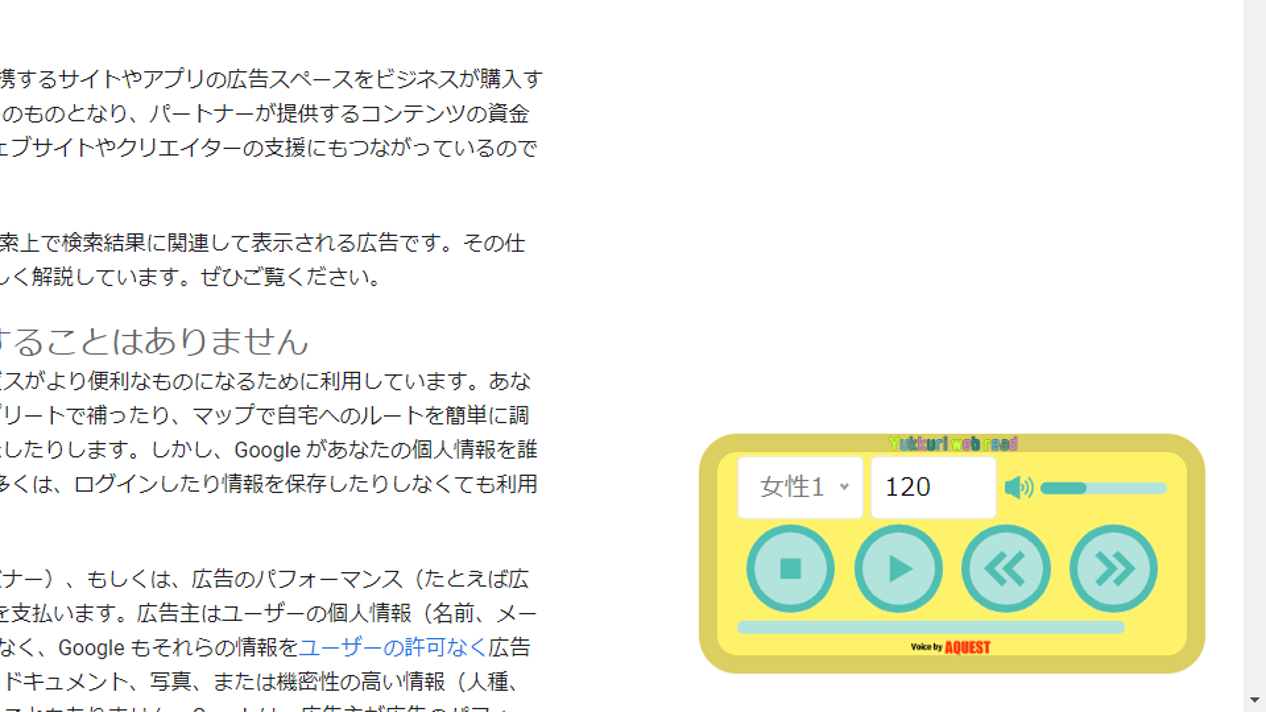 携するサイトやアプリの広告スペースをビジネスが購入す
のものとなり、パートナーが提供するコンテンツの資金
ェブサイトやクリエイターの支援にもつながっているので
索上で検索結果に関連して表示される広告です。その仕
しく解説しています。ぜひご覧ください。
することはありません
ビスがより便利なものになるために利用しています。あな
プリートで補ったり、マップで自宅へのルートを簡単に調
したりします。しかし、Google があなたの個人情報を誰
多くは、ログインしたり情報を保存したりしなくても利用
ナー）、もしくは、広告のパフォーマンス（たとえば広
を支払います。広告主はユーザーの個人情報（名前、メー
なく、Google もそれらの情報をユーザーの許可なく広告
ドキュメント、写真、または機密性の高い情報（人種、
Yukkuri web read
女性1
120
Voice by AQUEST